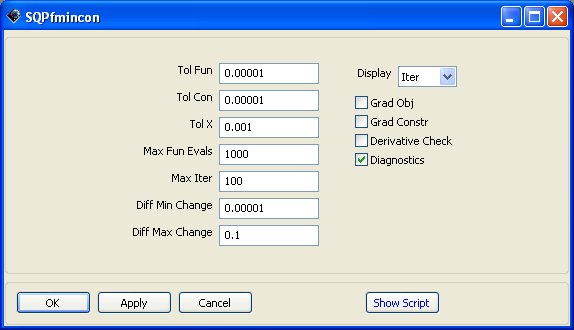 SQPfmincon
Tol Fun 0.00001
Tol Con 0.00001
Tol X 0.001
Max Fun Evals 1000
Max Iter 100
Diff Min Change 0.00001
Diff Max Change 0.1
Display Iter
Grad Obj
Grad Constr
Derivative Check
Diagnostics
OK Apply Cancel Show Script